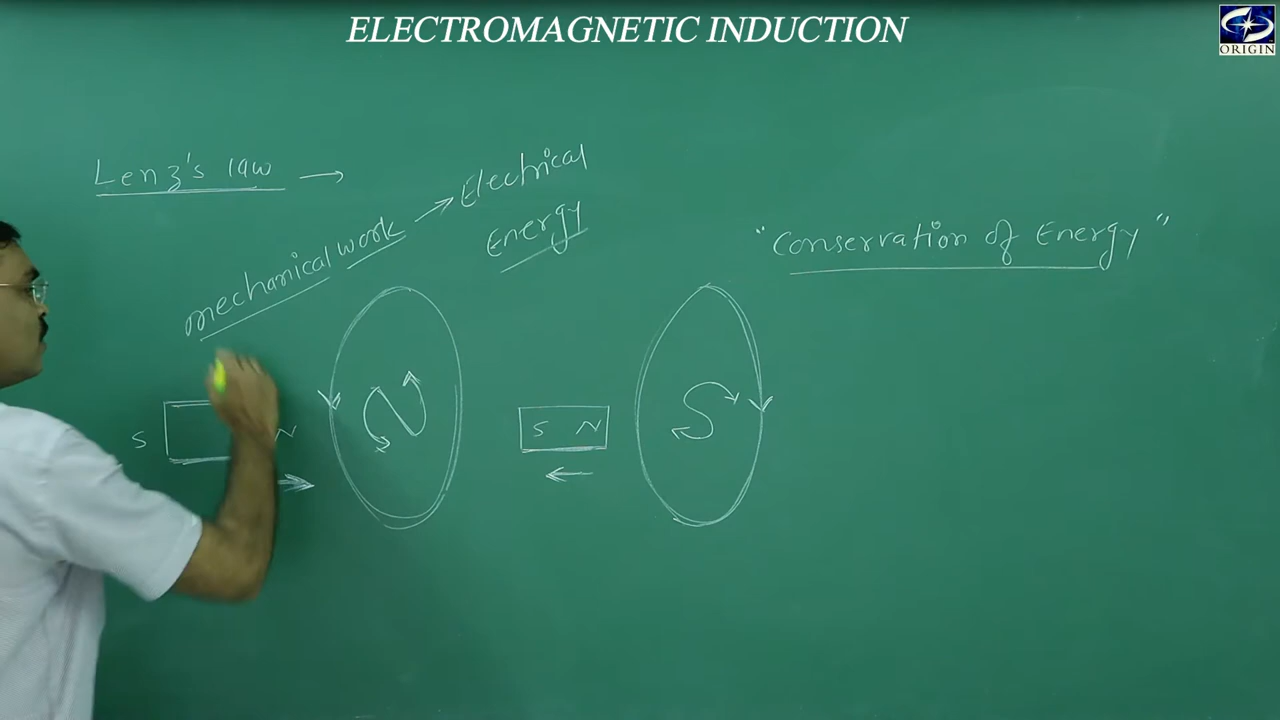 ELECTROMAGNETIC INDUCTION
ORIGIN
Lenz's law →
mechanical work → Electrical
Energy
"Conservation of Energy"
S N
N
S N
S